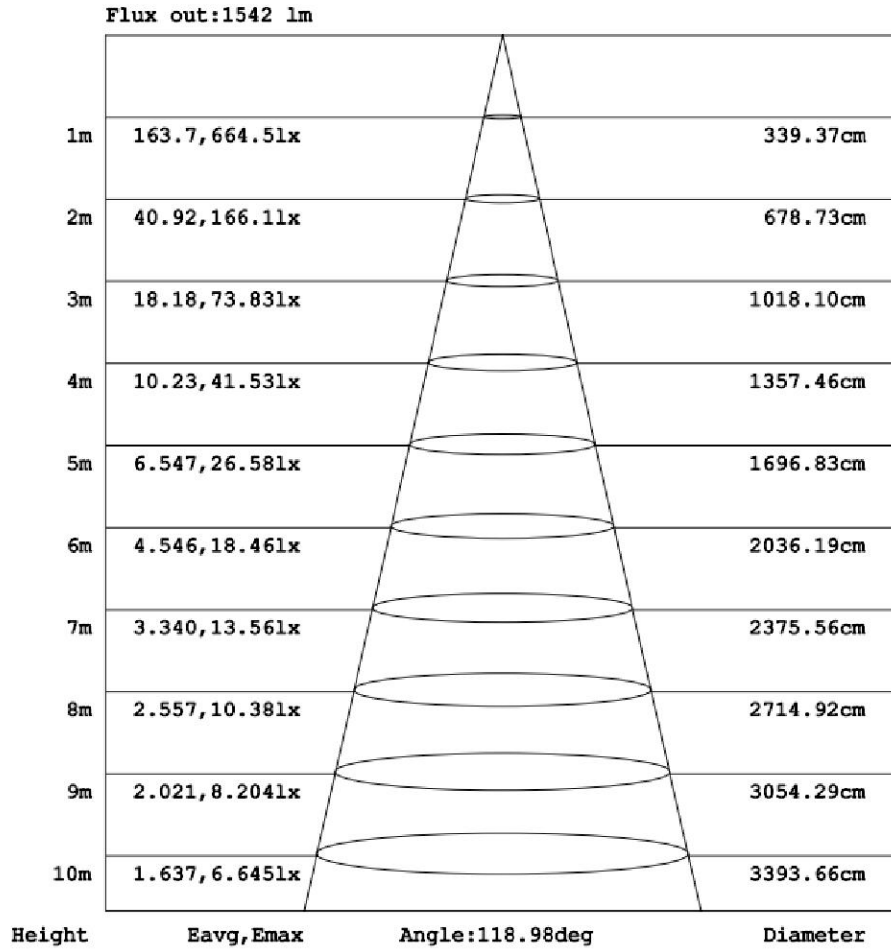 Flux out:1542 lm
1m 163.7,664.5lx 339.37cm
2m 40.92,166.1lx 678.73cm
3m 18.18,73.83lx 1018.10cm
4m 10.23,41.53lx 1357.46cm
5m 6.547,26.58lx 1696.83cm
6m 4.546,18.46lx 2036.19cm
7m 3.340,13.56lx 2375.56cm
8m 2.557,10.38lx 2714.92cm
9m 2.021,8.204lx 3054.29cm
10m 1.637,6.645lx 3393.66cm
Height Eavg,Emax Angle:118.98deg Diameter